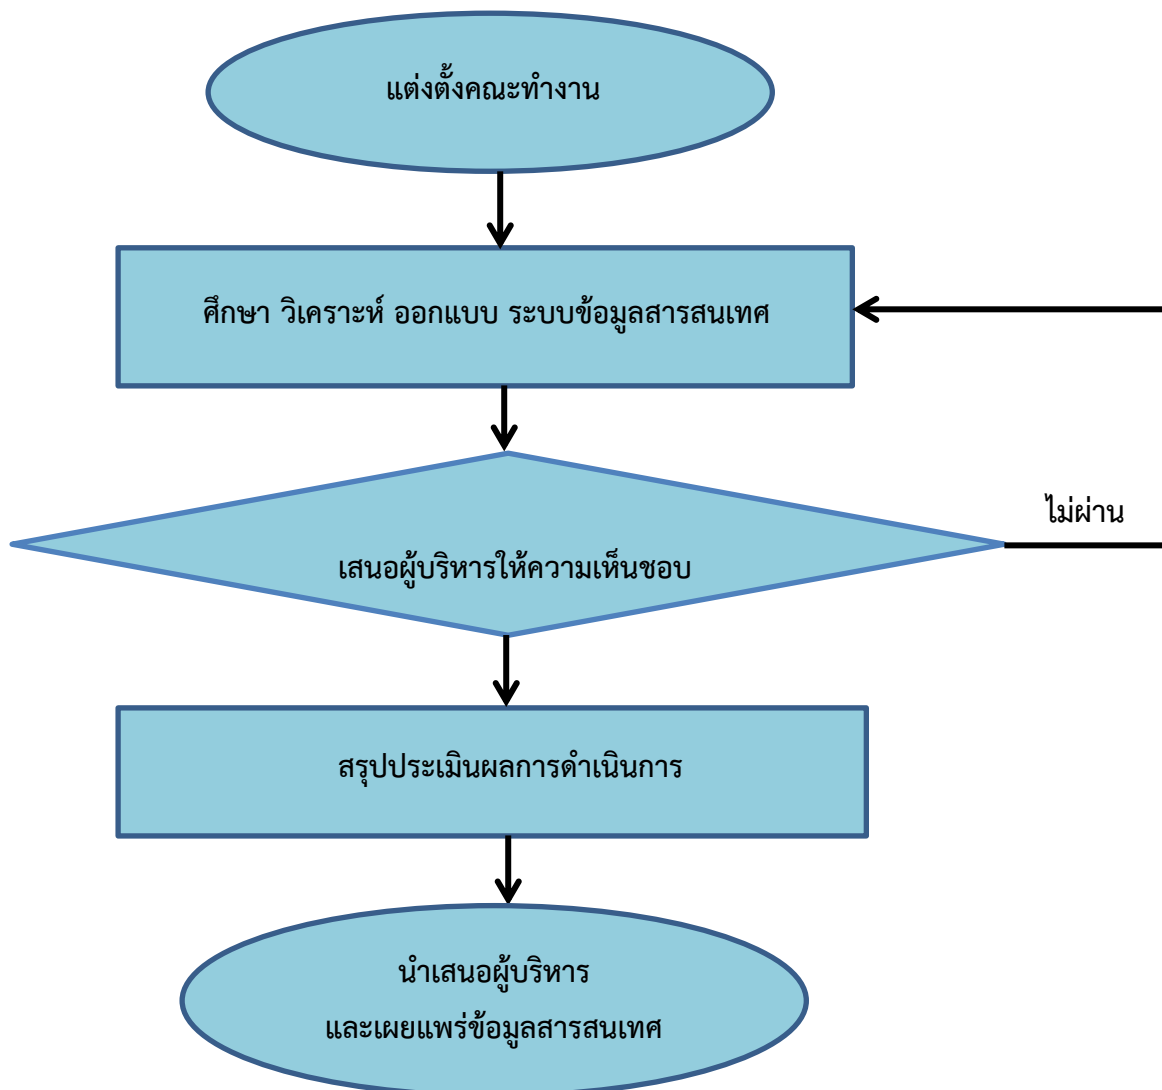 แต่งตั้งคณะทำงาน
ศึกษา วิเคราะห์ ออกแบบ ระบบข้อมูลสารสนเทศ
ไม่ผ่าน
เสนอผู้บริหารให้ความเห็นชอบ
สรุปประเมินผลการดำเนินการ
นำเสนอผู้บริหาร
และเผยแพร่ข้อมูลสารสนเทศ